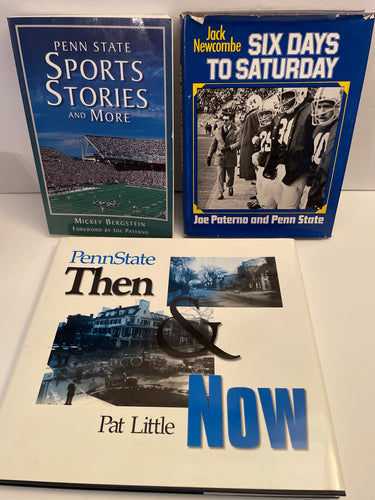 PENN STATE
SPORTS
STORIES
AND MORE
MICKEY BERGSTEIN
FOREWORD BY JOE PATERNO
Jack
Newcombe
SIX DAYS
TO SATURDAY
Joe Paterno and Penn State
PennState
Then
&
NOW
Pat Little